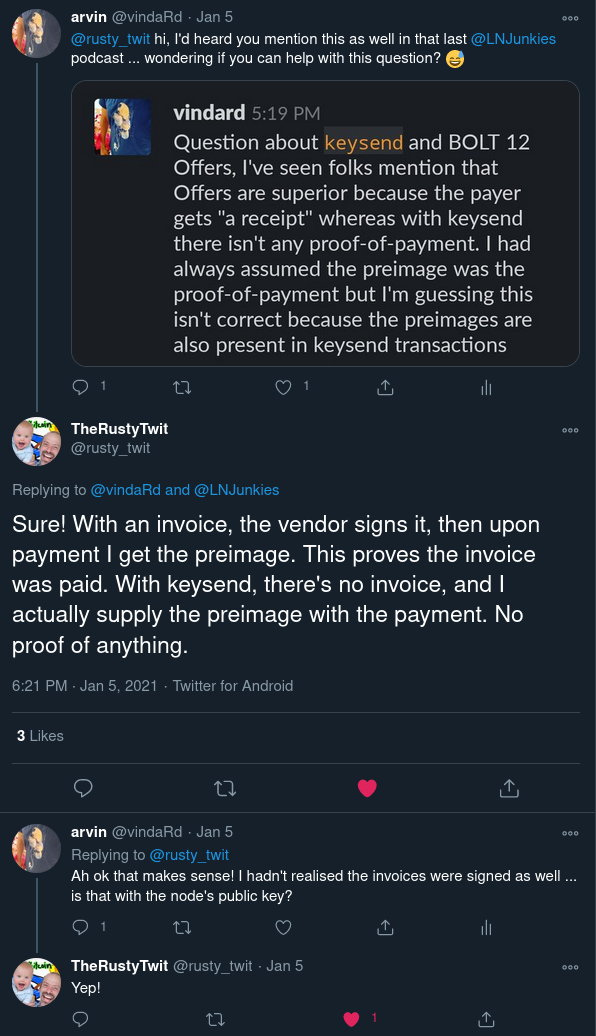 arvin @vindaRd · Jan 5
@rusty_twit hi, I'd heard you mention this as well in that last @LNJunkies
podcast ... wondering if you can help with this question? 😅
vindard 5:19 PM
Question about keysend and BOLT 12
Offers, I've seen folks mention that
Offers are superior because the payer
gets "a receipt" whereas with keysend
there isn't any proof-of-payment. I had
always assumed the preimage was the
proof-of-payment but I'm guessing this
isn't correct because the preimages are
also present in keysend transactions
1 1
TheRustyTwit
@rusty_twit
Replying to @vindaRd and @LNJunkies
Sure! With an invoice, the vendor signs it, then upon
payment I get the preimage. This proves the invoice
was paid. With keysend, there's no invoice, and I
actually supply the preimage with the payment. No
proof of anything.
6:21 PM · Jan 5, 2021 · Twitter for Android
3 Likes
arvin @vindaRd · Jan 5
Replying to @rusty_twit
Ah ok that makes sense! I hadn't realised the invoices were signed as well ...
is that with the node's public key?
1
TheRustyTwit @rusty_twit · Jan 5
Yep!
1